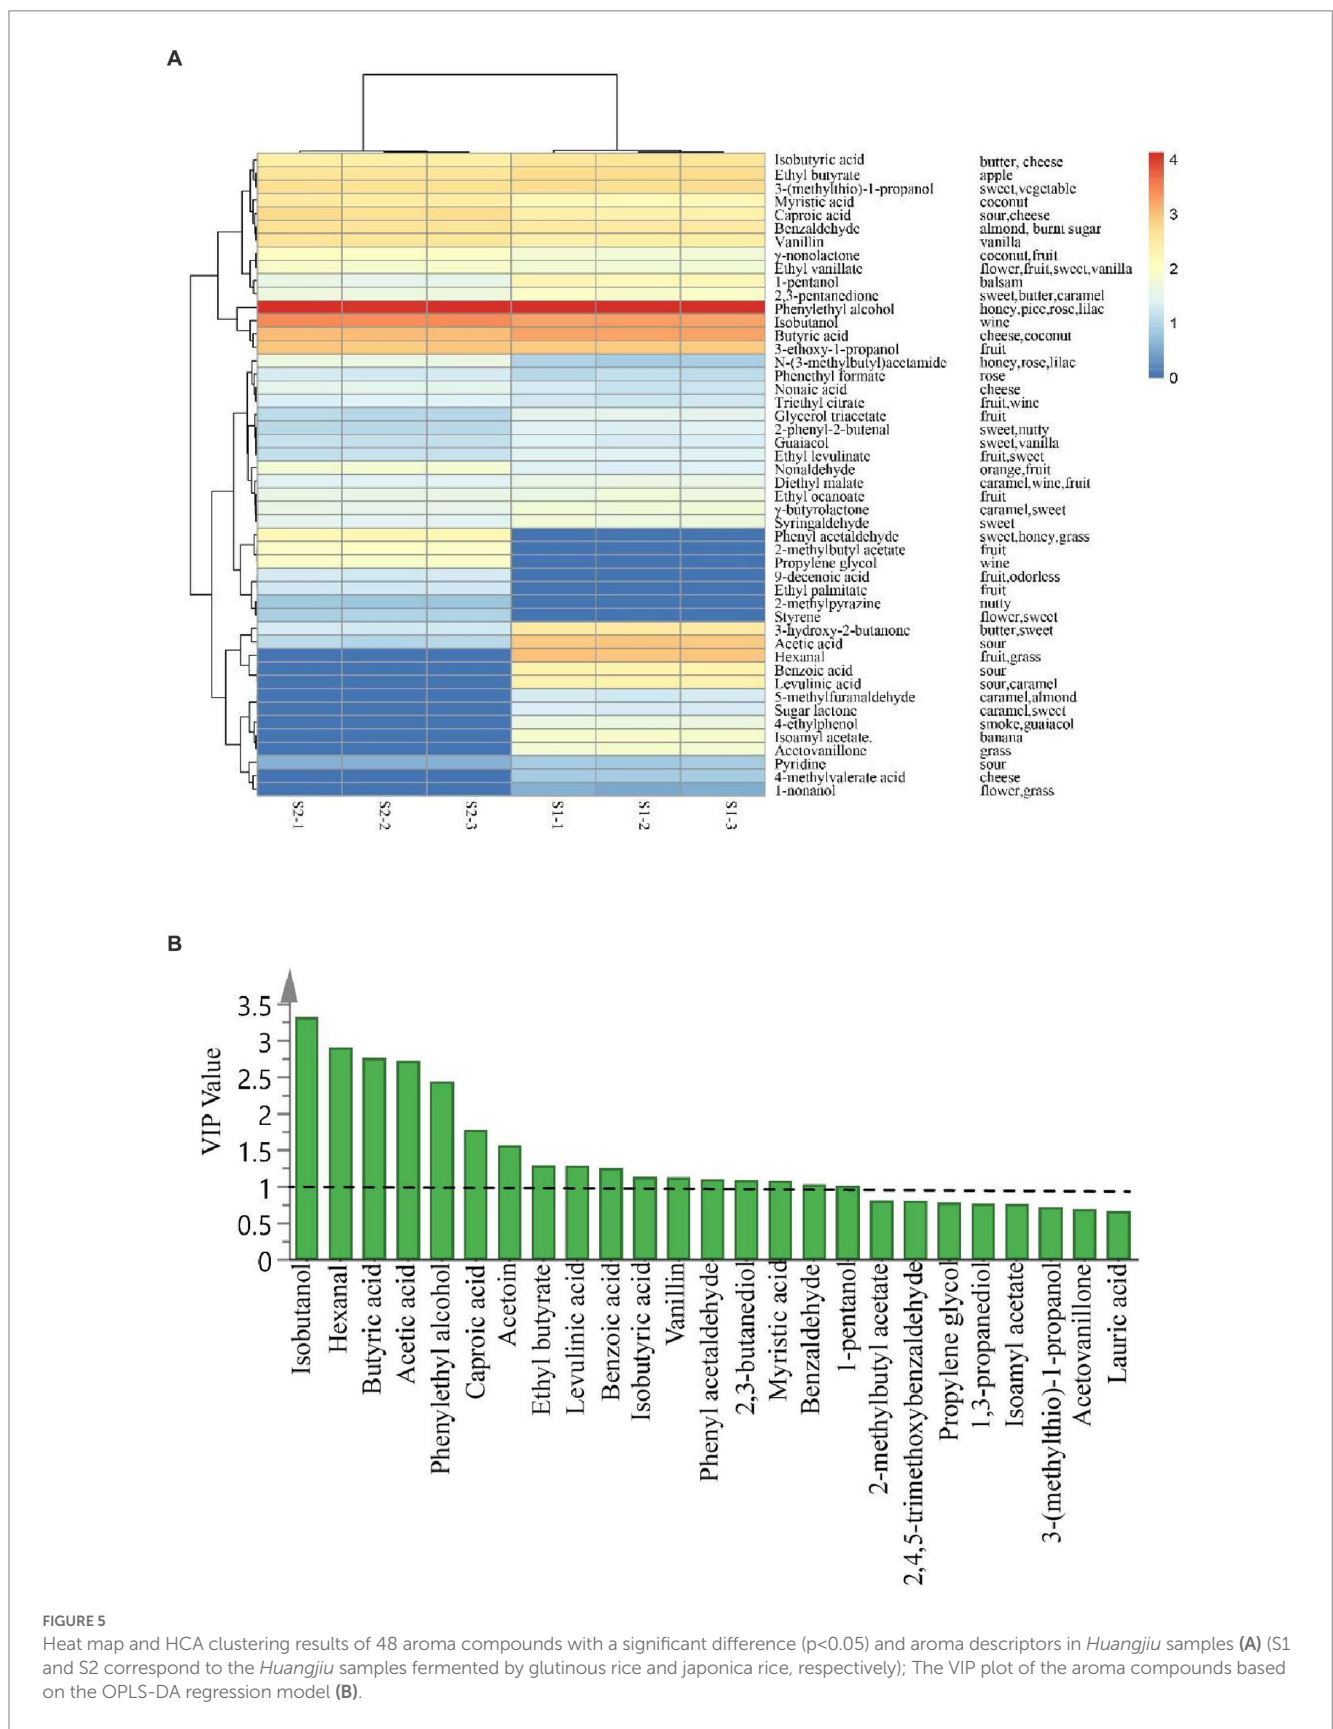 A
Isobutyric acid butter, cheese
Ethyl butyrate apple
3-(methylthio)-1-propanol sweet,vegetable
Myristic acid coconut
Caproic acid sour,cheese
Benzaldehyde almond, burnt sugar
Vanillin vanilla
γ-nonolactone coconut,fruit
Ethyl vanillate flower,fruit,sweet,vanilla
1-pentanol balsam
2,3-pentanedione sweet,butter,caramel
Phenylethyl alcohol honey,pice,rose,lilac
Isobutanol wine
Butyric acid cheese,coconut
3-ethoxy-1-propanol fruit
N-(3-methylbutyl)acetamide honey,rose,lilac
Phenethyl formate rose
Nonaic acid cheese
Triethyl citrate fruit,wine
Glycerol triacetate fruit
2-phenyl-2-butenal sweet,nutty
Guaiacol sweet,vanilla
Ethyl levulinate fruit,sweet
Nonaldehyde orange,fruit
Diethyl malate caramel,wine,fruit
Ethyl ocanoate fruit
γ-butyrolactone caramel,sweet
Syringaldehyde sweet
Phenyl acetaldehyde sweet,honey,grass
2-methylbutyl acetate fruit
Propylene glycol wine
9-decenoic acid fruit,odorless
Ethyl palmitate fruit
2-methylpyrazine nutty
Styrene flower,sweet
3-hydroxy-2-butanone butter,sweet
Acetic acid sour
Hexanal fruit,grass
Benzoic acid sour
Levulinic acid sour,caramel
5-methylfuranaldehyde caramel,almond
Sugar lactone caramel,sweet
4-ethylphenol smoke,guaiacol
Isoamyl acetate. banana
Acetovanillone grass
Pyridine sour
4-methylvalerate acid cheese
1-nonanol flower,grass
4
3
2
1
0
S2-1
S2-2
S2-3
S1-1
S1-2
S1-3
B
VIP Value
3.5
3
2.5
2
1.5
1
0.5
0
Isobutanol
Hexanal
Butyric acid
Acetic acid
Phenylethyl alcohol
Caproic acid
Acetoin
Ethyl butyrate
Levulinic acid
Benzoic acid
Isobutyric acid
Vanillin
Phenyl acetaldehyde
2,3-butanediol
Myristic acid
Benzaldehyde
1-pentanol
2-methylbutyl acetate
2,4,5-trimethoxybenzaldehyde
Propylene glycol
1,3-propanediol
Isoamyl acetate
3-(methylthio)-1-propanol
Acetovanillone
Lauric acid
FIGURE 5
Heat map and HCA clustering results of 48 aroma compounds with a significant difference (p<0.05) and aroma descriptors in Huangjiu samples (A) (S1
and S2 correspond to the Huangjiu samples fermented by glutinous rice and japonica rice, respectively); The VIP plot of the aroma compounds based
on the OPLS-DA regression model (B).